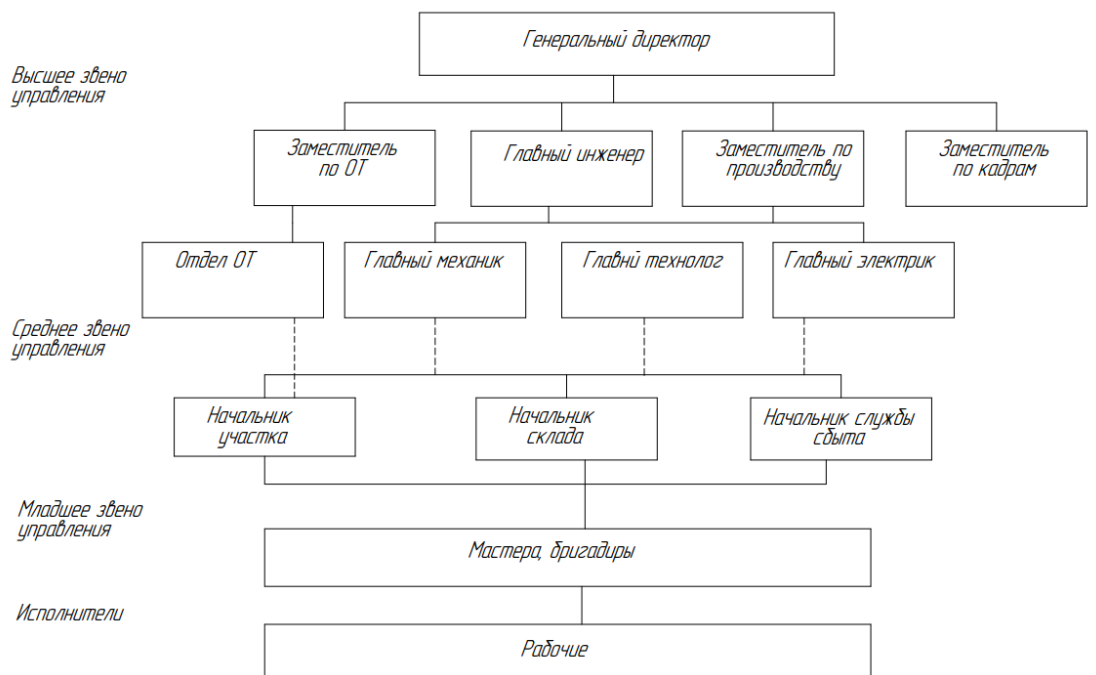 Генеральный директор
Высшее звено
управления
Заместитель
по ОТ
Главный инженер
Заместитель по
производству
Заместитель
по кадрам
Отдел ОТ
Главный механик
Главнй технолог
Главный электрик
Среднее звено
управления
Начальник
участка
Начальник
склада
Начальник службы
сбыта
Младшее звено
управления
Мастера, бригадиры
Исполнители
Рабочие